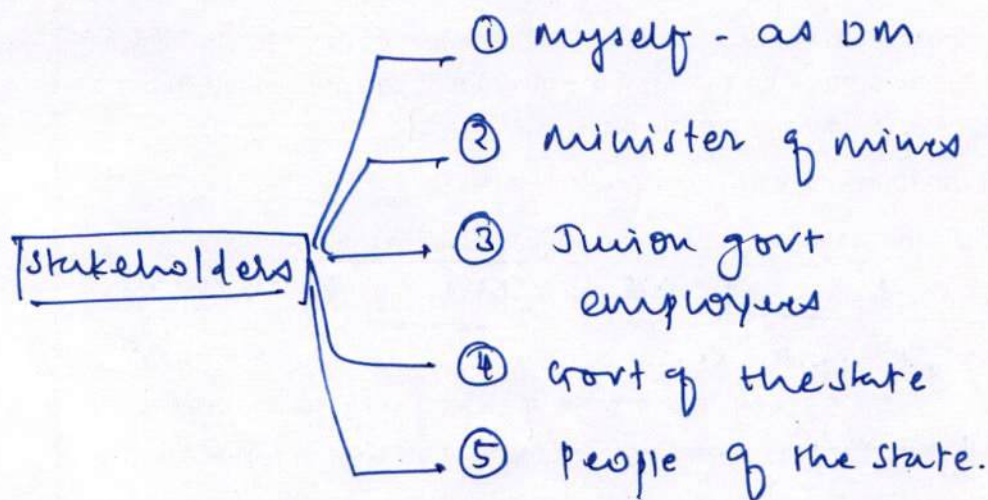 ① myself - as DM
② minister of mines
stakeholders
③ Junior govt
employees
④ Govt of the state
⑤ People of the state.